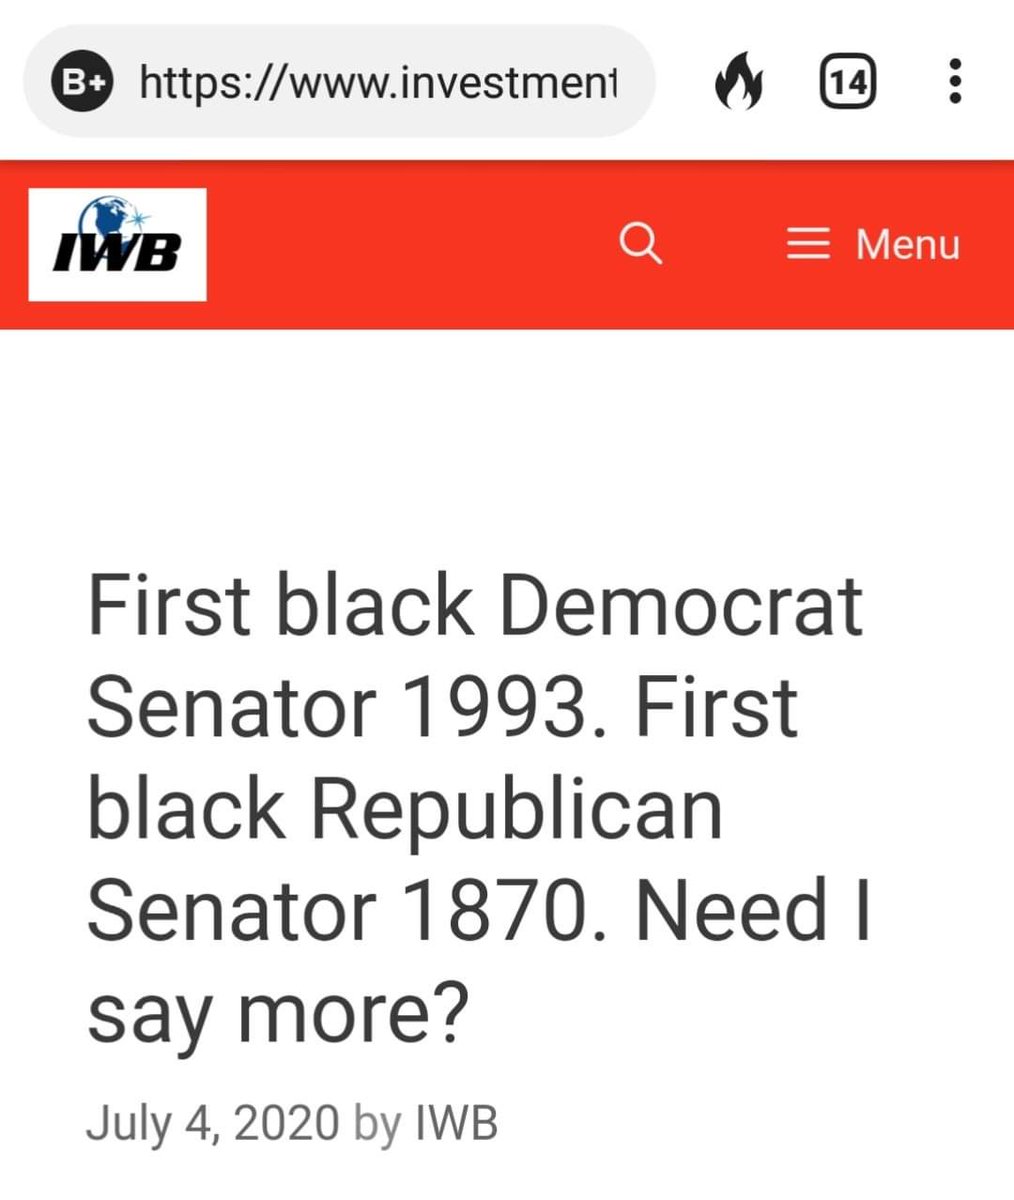 B+ https://www.investment 14
IWB Menu
First black Democrat
Senator 1993. First
black Republican
Senator 1870. Need I
say more?
July 4, 2020 by IWB